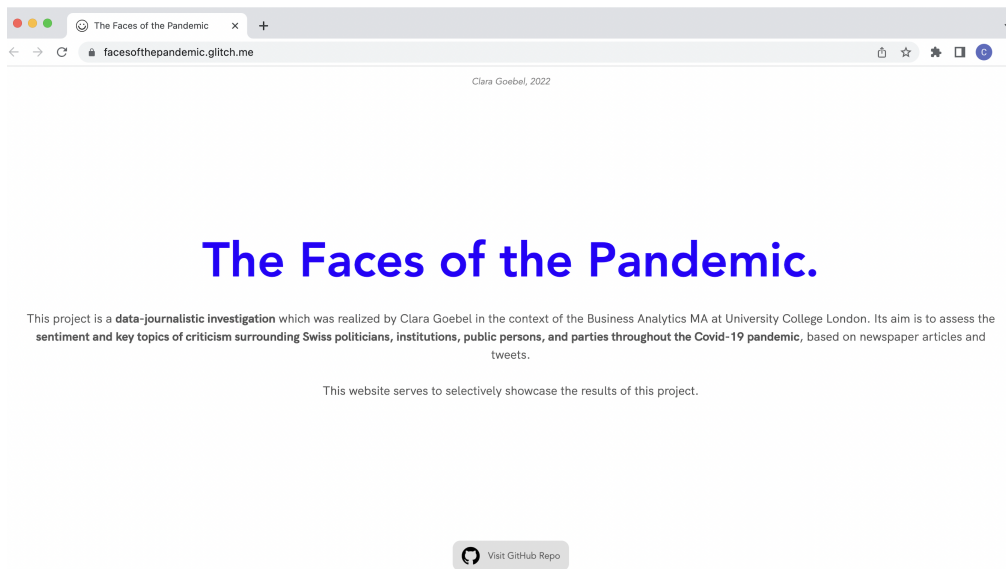 The Faces of the Pandemic
facesofthepandemic.glitch.me
C
Clara Goebel, 2022
The Faces of the Pandemic.
This project is a data-journalistic investigation which was realized by Clara Goebel in the context of the Business Analytics MA at University College London. Its aim is to assess the
sentiment and key topics of criticism surrounding Swiss politicians, institutions, public persons, and parties throughout the Covid-19 pandemic, based on newspaper articles and
tweets.
This website serves to selectively showcase the results of this project.
Visit GitHub Repo